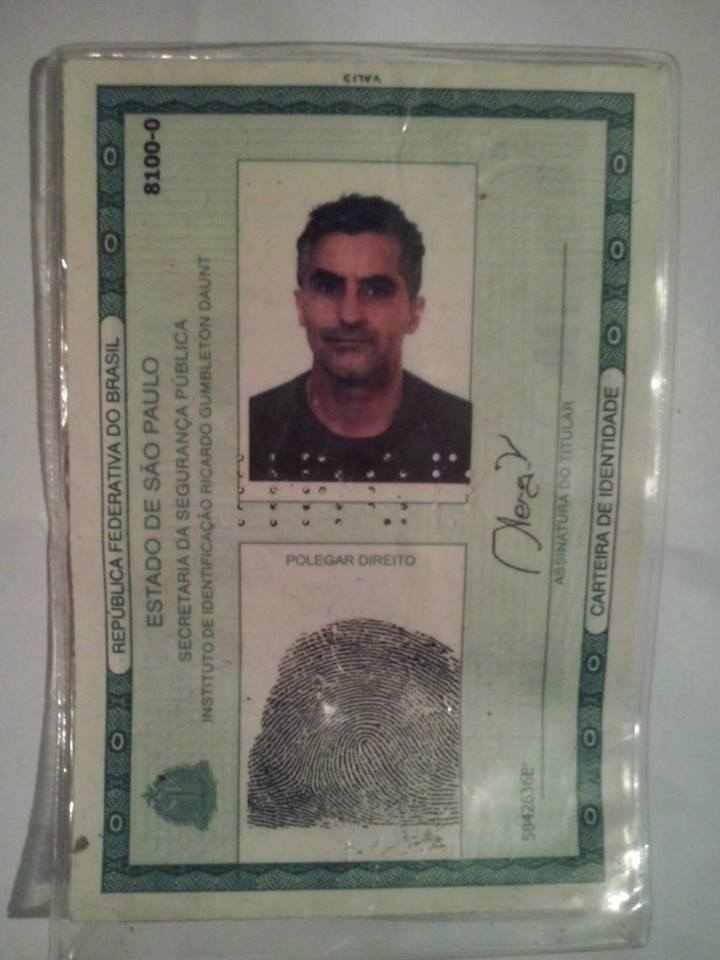 REPÚBLICA FEDERATIVA DO BRASIL
8100-0
ESTADO DE SÃO PAULO
SECRETARIA DA SEGURANÇA PÚBLICA
INSTITUTO DE IDENTIFICAÇÃO RICARDO GUMBLETON DAUNT
POLEGAR DIREITO
5842636E
ASSINATURA DO TITULAR
CARTEIRA DE IDENTIDADE